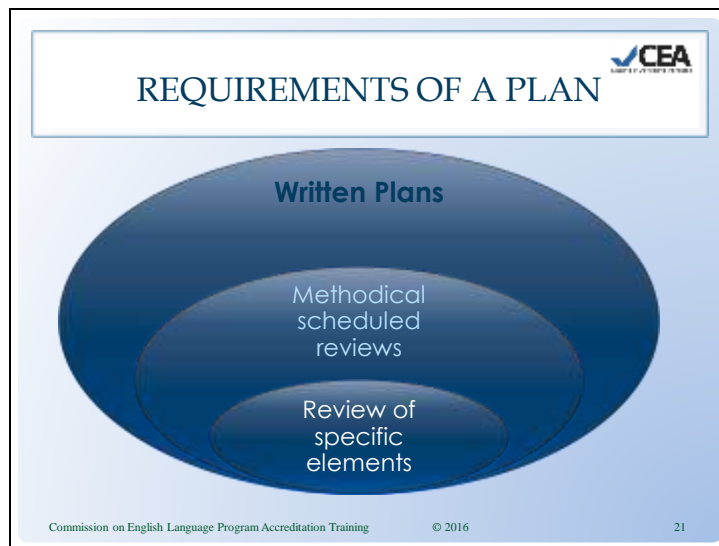 CEA
REQUIREMENTS OF A PLAN
Written Plans
Methodical
scheduled
reviews
Review of
specific
elements
Commission on English Language Program Accreditation Training © 2016 21